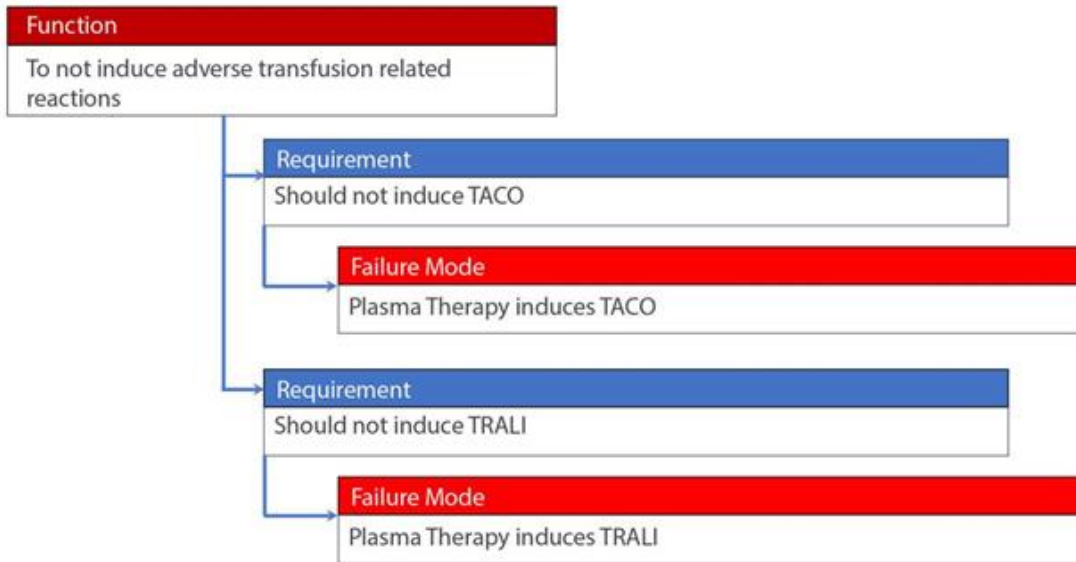 Function
To not induce adverse transfusion related
reactions
Requirement
Should not induce TACO
Failure Mode
Plasma Therapy induces TACO
Requirement
Should not induce TRALI
Failure Mode
Plasma Therapy induces TRALI